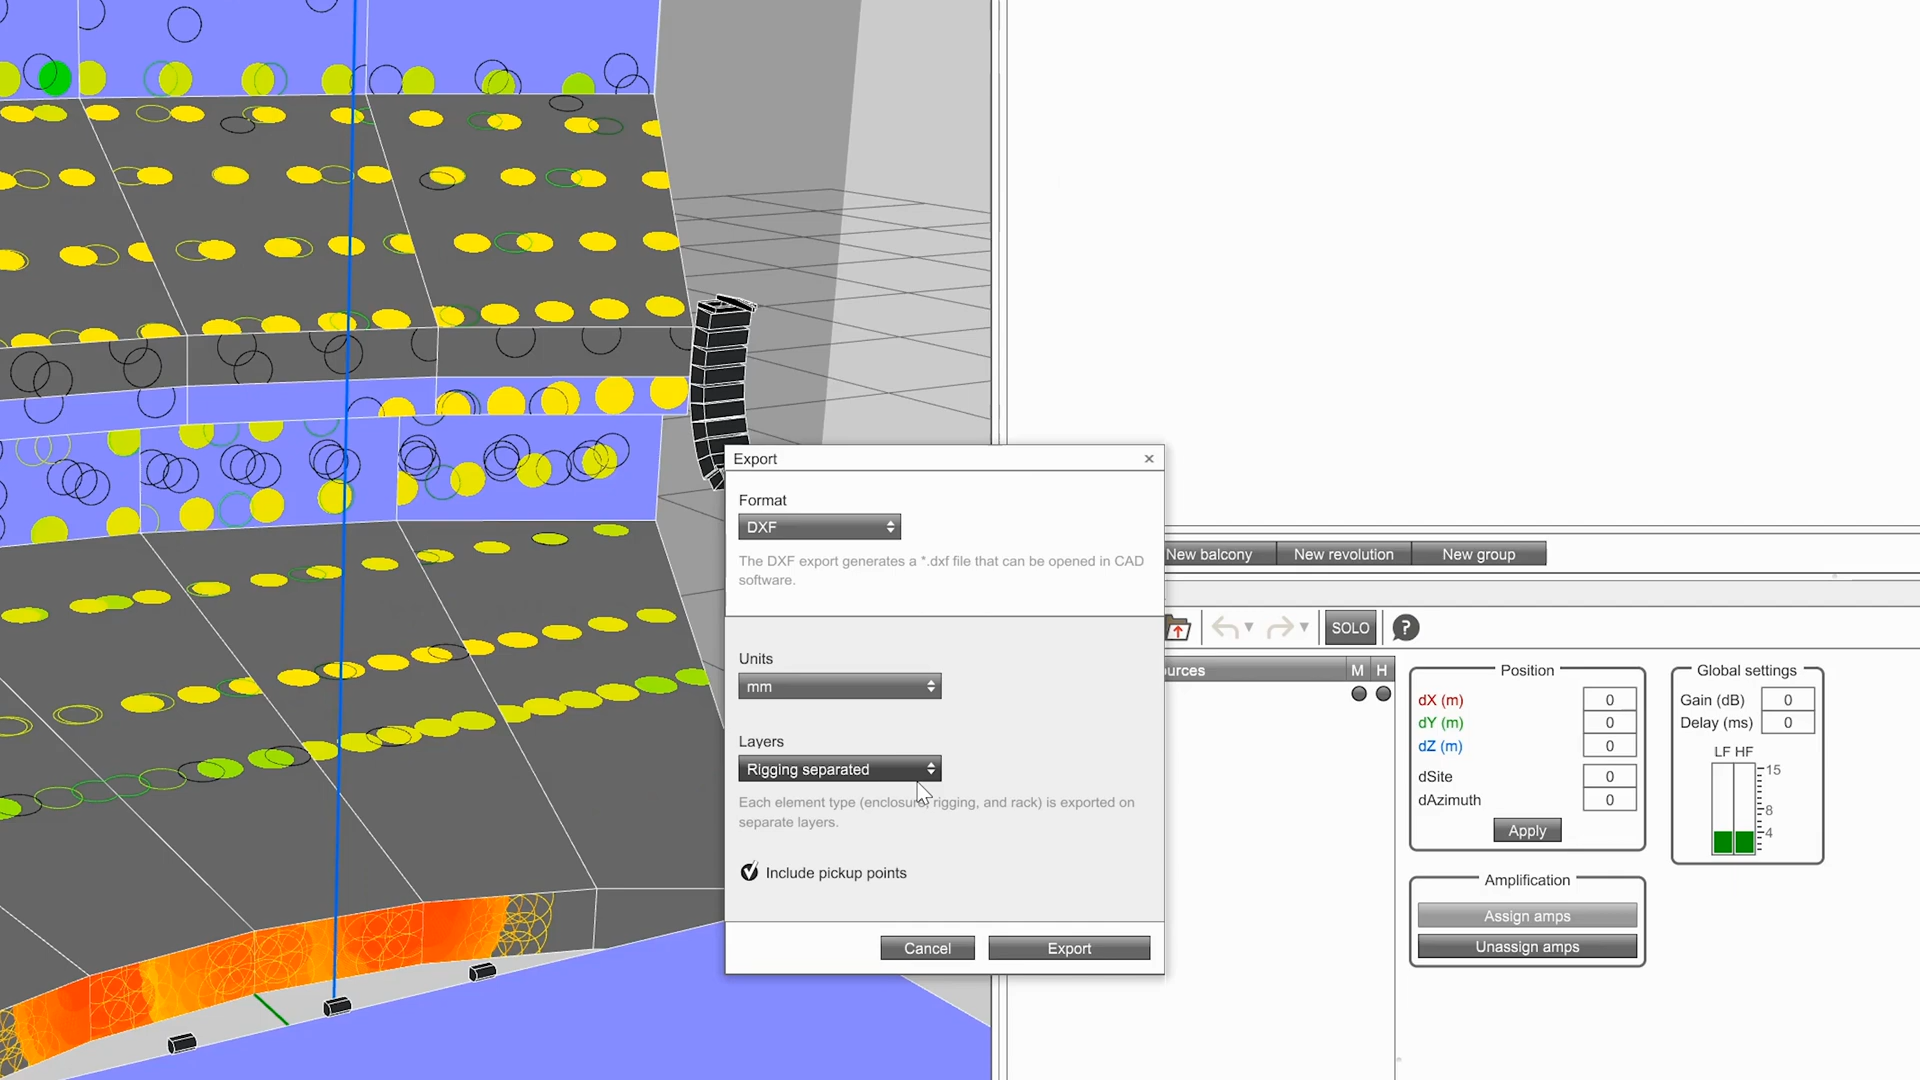 Export
Format
DXF
The DXF export generates a *.dxf file that can be opened in CAD
software.
Units
mm
Layers
Rigging separated
Each element type (enclosure, rigging, and rack) is exported on
separate layers.
Include pickup points
Cancel
Export
New balcony
New revolution
New group
SOLO
?
urces
M
H
Position
dX (m)
0
dY (m)
0
dZ (m)
0
dSite
0
dAzimuth
0
Apply
Global settings
Gain (dB)
0
Delay (ms)
0
LF HF
15
8
4
Amplification
Assign amps
Unassign amps